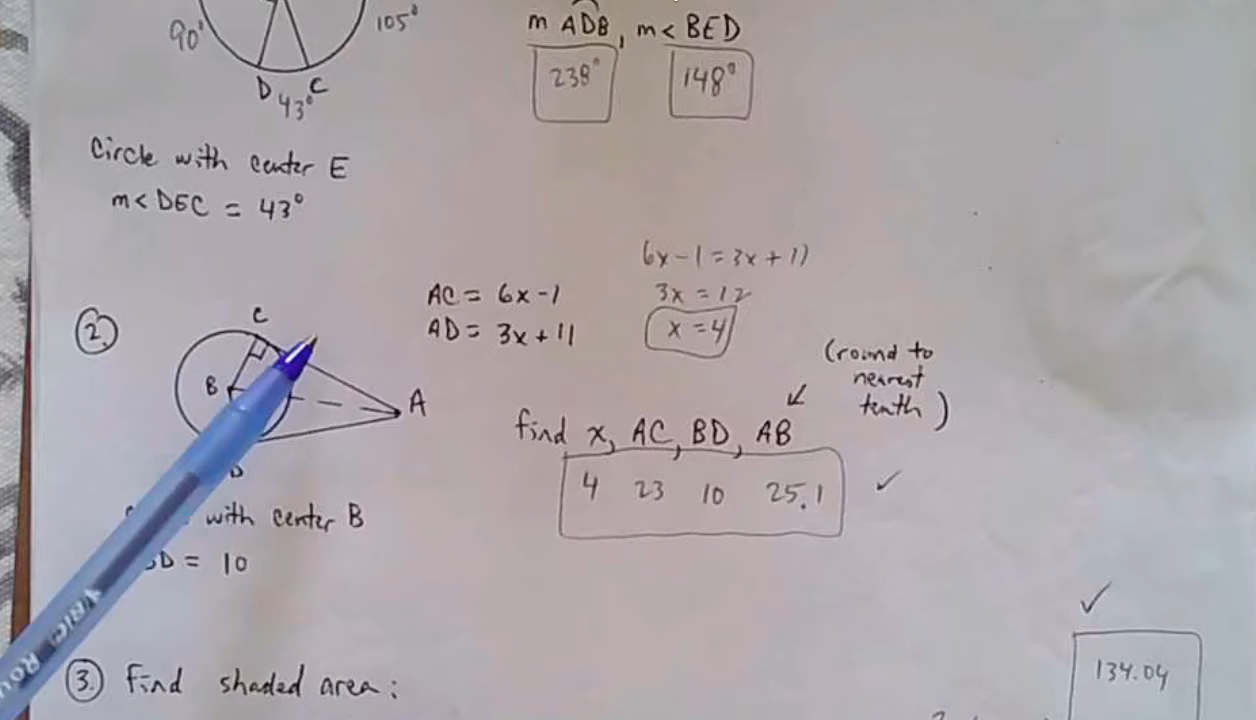 90°
105°
D 43° C
m ADB, m< BED
238°
148°
Circle with center E
m< DEC = 43°
6x - 1 = 3x + 11
3x = 12
x = 4
AC = 6x - 1
AD = 3x + 11
2.
C
B
A
(round to
nearest
tenth)
find x, AC, BD, AB
4 23 10 25.1
with center B
BD = 10
3. Find shaded area:
134.04
BIC